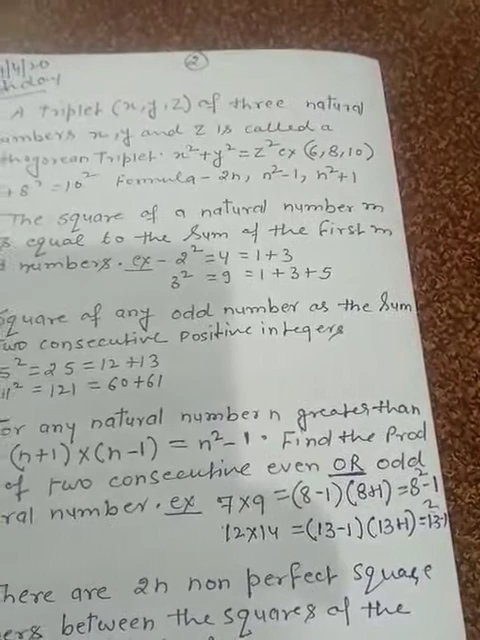 ②
/4/20
A Triplet (x,y,z) of three natural
umbers x,y and z is called a
thagorean Triplet. x²+y²=z² ex (6,8,10)
+8²=10² Formula - 2n, n²-1, n²+1
The square of a natural number m
s equal to the Sum of the first m
numbers. ex - 2²=4 = 1+3
3² = 9 = 1+3+5
Square of any odd number as the Sum
Two consecutive positive integers
5² = 25 = 12+13
11² = 121 = 60+61
For any natural number n greater than
(n+1) × (n-1) = n²-1. Find the Prod
of two consecutive even OR odd
ral number. ex 7×9 = (8-1)(8+1)=8²-1
12×14 = (13-1)(13+1)=13²-1
here are 2n non perfect square
ers between the squares of the